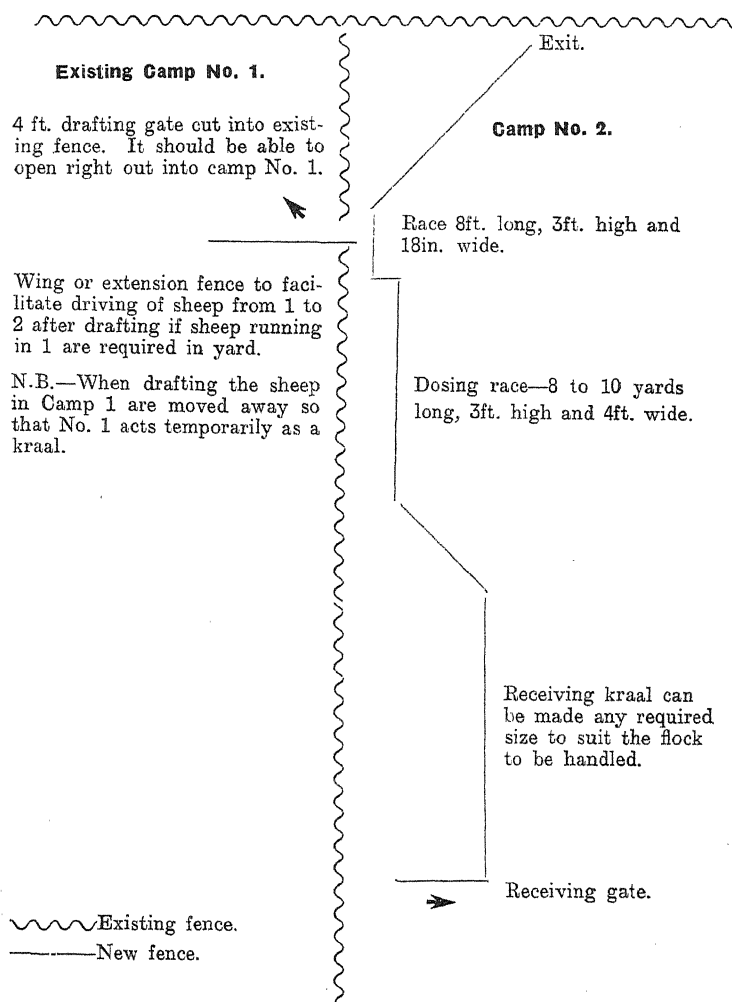 Exit.
Existing Camp No. 1.
4 ft. drafting gate cut into exist-
ing fence. It should be able to
open right out into camp No. 1.
Camp No. 2.
Race 8ft. long, 3ft. high and
18in. wide.
Wing or extension fence to faci-
litate driving of sheep from 1 to
2 after drafting if sheep running
in 1 are required in yard.
N.B.—When drafting the sheep
in Camp 1 are moved away so
that No. 1 acts temporarily as a
kraal.
Dosing race—8 to 10 yards
long, 3ft. high and 4ft. wide.
Receiving kraal can
be made any required
size to suit the flock
to be handled.
Receiving gate.
Existing fence.
New fence.